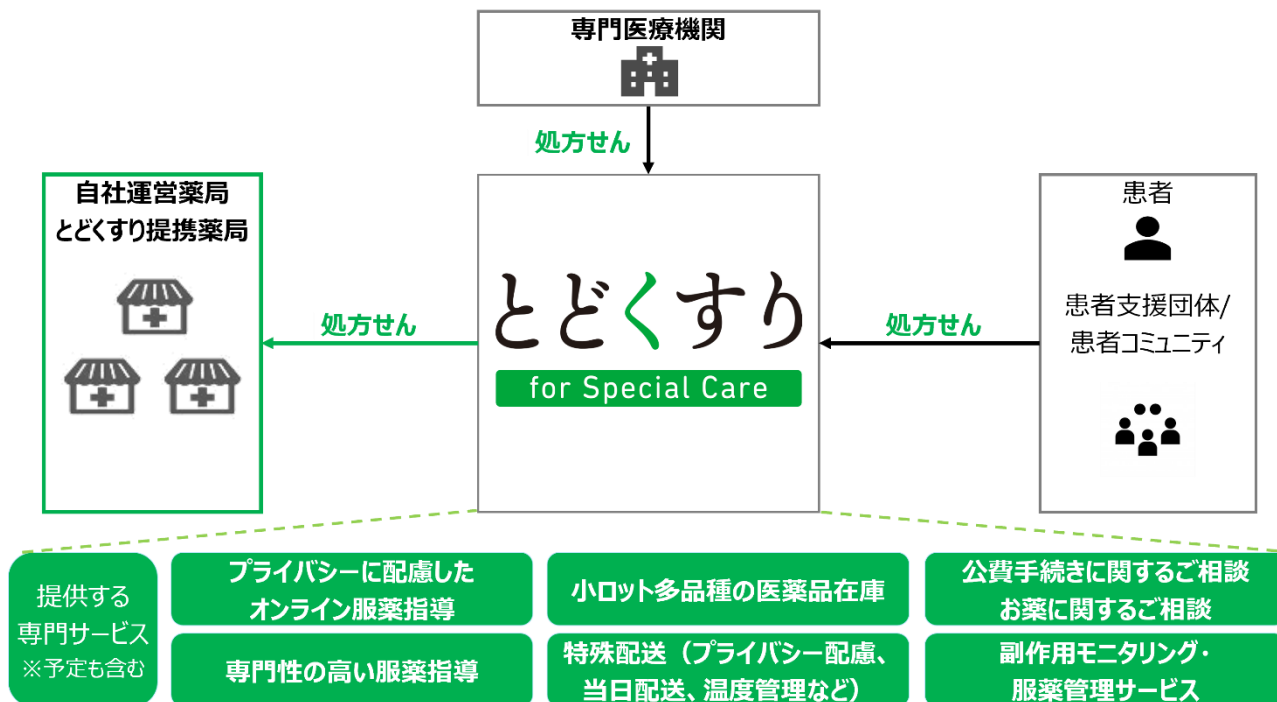 専門医療機関
処方せん
自社運営薬局
とどくすり提携薬局
処方せん
とどくすり
for Special Care
処方せん
患者
患者支援団体/
患者コミュニティ
提供する
専門サービス
※予定も含む
プライバシーに配慮した
オンライン服薬指導
小ロット多品種の医薬品在庫
公費手続きに関するご相談
お薬に関するご相談
専門性の高い服薬指導
特殊配送（プライバシー配慮、
当日配送、温度管理など）
副作用モニタリング・
服薬管理サービス